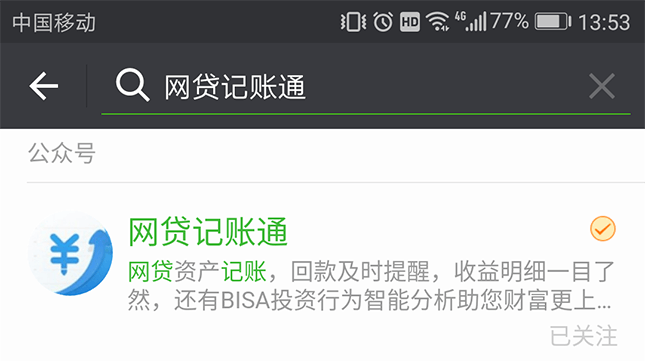 中国移动 HD 4G 77% 13:53
网贷记账通
公众号
网贷记账通
网贷资产记账，回款及时提醒，收益明细一目了
然，还有BISA投资行为智能分析助您财富更上...
已关注